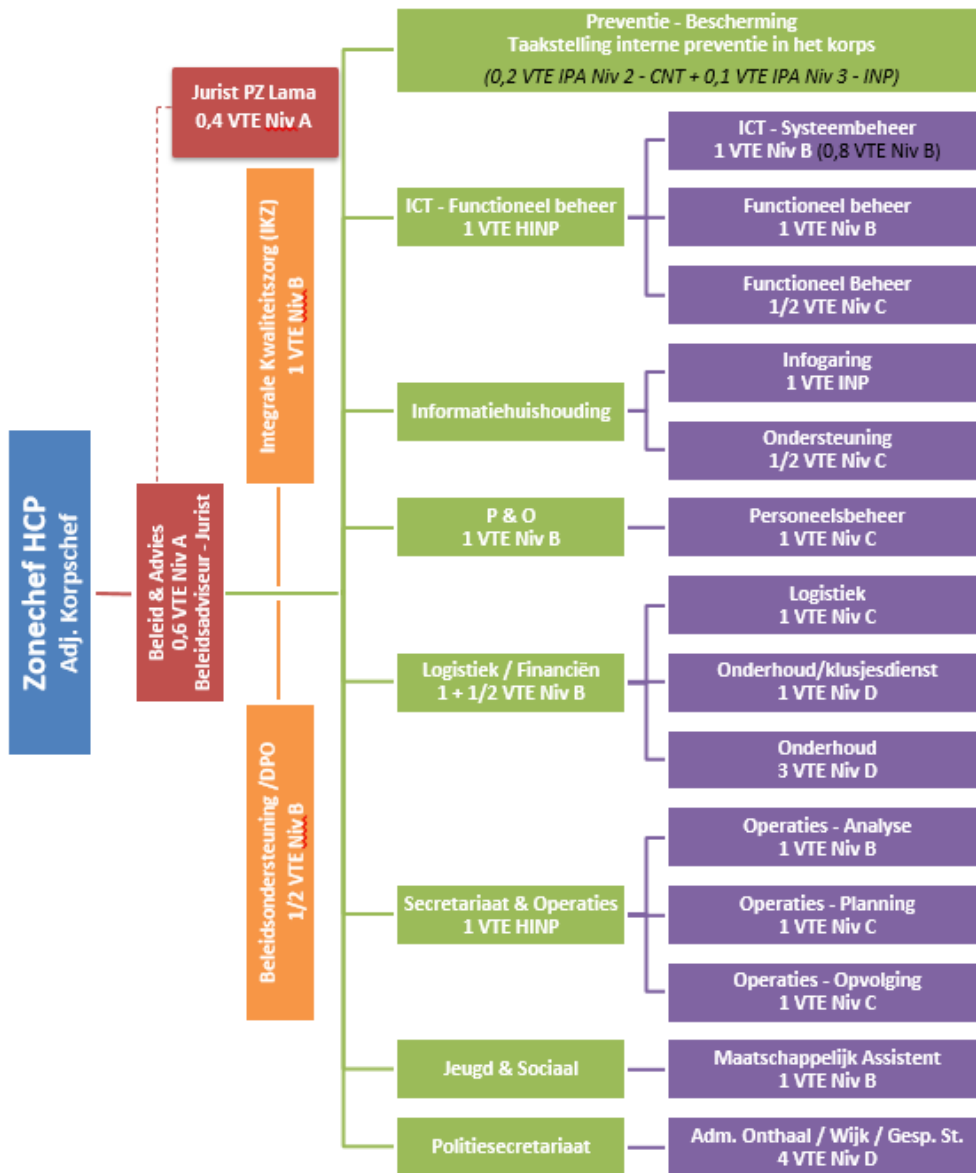 Zonechef HCP
Adj. Korpschef
Beleid & Advies
0,6 VTE Niv A
Beleidsadviseur - Jurist
Jurist PZ Lama
0,4 VTE Niv A
Integrale Kwaliteitszorg (IKZ)
1 VTE Niv B
Beleidsondersteuning /DPO
1/2 VTE Niv B
Preventie - Bescherming
Taakstelling interne preventie in het korps
(0,2 VTE IPA Niv 2 - CNT + 0,1 VTE IPA Niv 3 - INP)
ICT - Functioneel beheer
1 VTE HINP
ICT - Systeembeheer
1 VTE Niv B (0,8 VTE Niv B)
Functioneel beheer
1 VTE Niv B
Functioneel Beheer
1/2 VTE Niv C
Informatiehuishouding
Infogaring
1 VTE INP
Ondersteuning
1/2 VTE Niv C
P & O
1 VTE Niv B
Personeelsbeheer
1 VTE Niv C
Logistiek / Financiën
1 + 1/2 VTE Niv B
Logistiek
1 VTE Niv C
Onderhoud/klusjesdienst
1 VTE Niv D
Onderhoud
3 VTE Niv D
Secretariaat & Operaties
1 VTE HINP
Operaties - Analyse
1 VTE Niv B
Operaties - Planning
1 VTE Niv C
Operaties - Opvolging
1 VTE Niv C
Jeugd & Sociaal
Maatschappelijk Assistent
1 VTE Niv B
Politiesecretariaat
Adm. Onthaal / Wijk / Gesp. St.
4 VTE Niv D